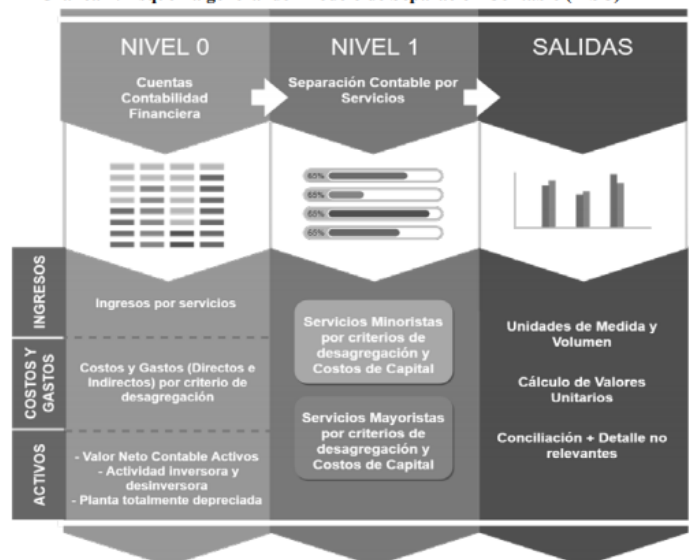 NIVEL 0
NIVEL 1
SALIDAS
Cuentas
Contabilidad
Financiera
Separación Contable por
Servicios
65%
65%
65%
INGRESOS
Ingresos por servicios
COSTOS Y
GASTOS
Costos y Gastos (Directos e
Indirectos) por criterio de
desagregación
ACTIVOS
- Valor Neto Contable Activos
- Actividad inversora y
desinversora
- Planta totalmente depreciada
Servicios Minoristas
por criterios de
desagregación y
Costos de Capital
Servicios Mayoristas
por criterios de
desagregación y
Costos de Capital
Unidades de Medida y
Volumen
Cálculo de Valores
Unitarios
Conciliación + Detalle no
relevantes